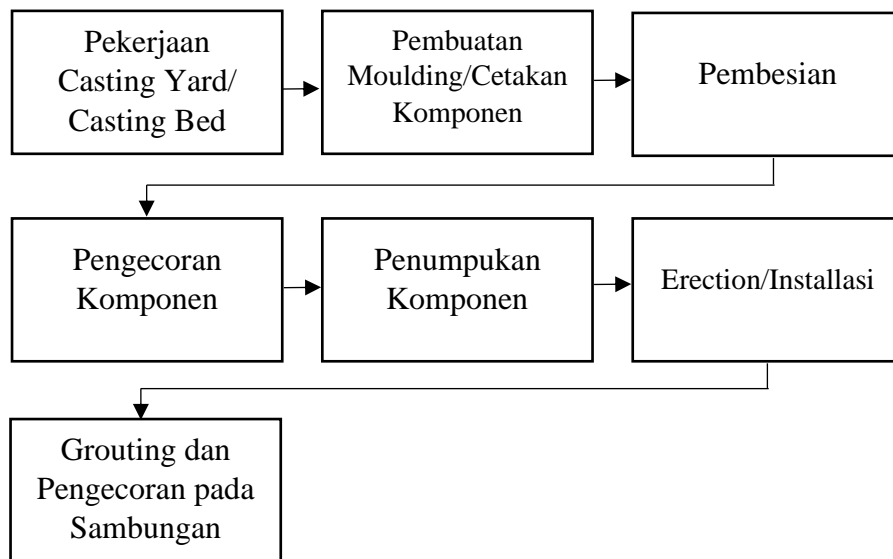 Pekerjaan
Casting Yard/
Casting Bed
Pembuatan
Moulding/Cetakan
Komponen
Pembesian
Pengecoran
Komponen
Penumpukan
Komponen
Erection/Installasi
Grouting dan
Pengecoran pada
Sambungan